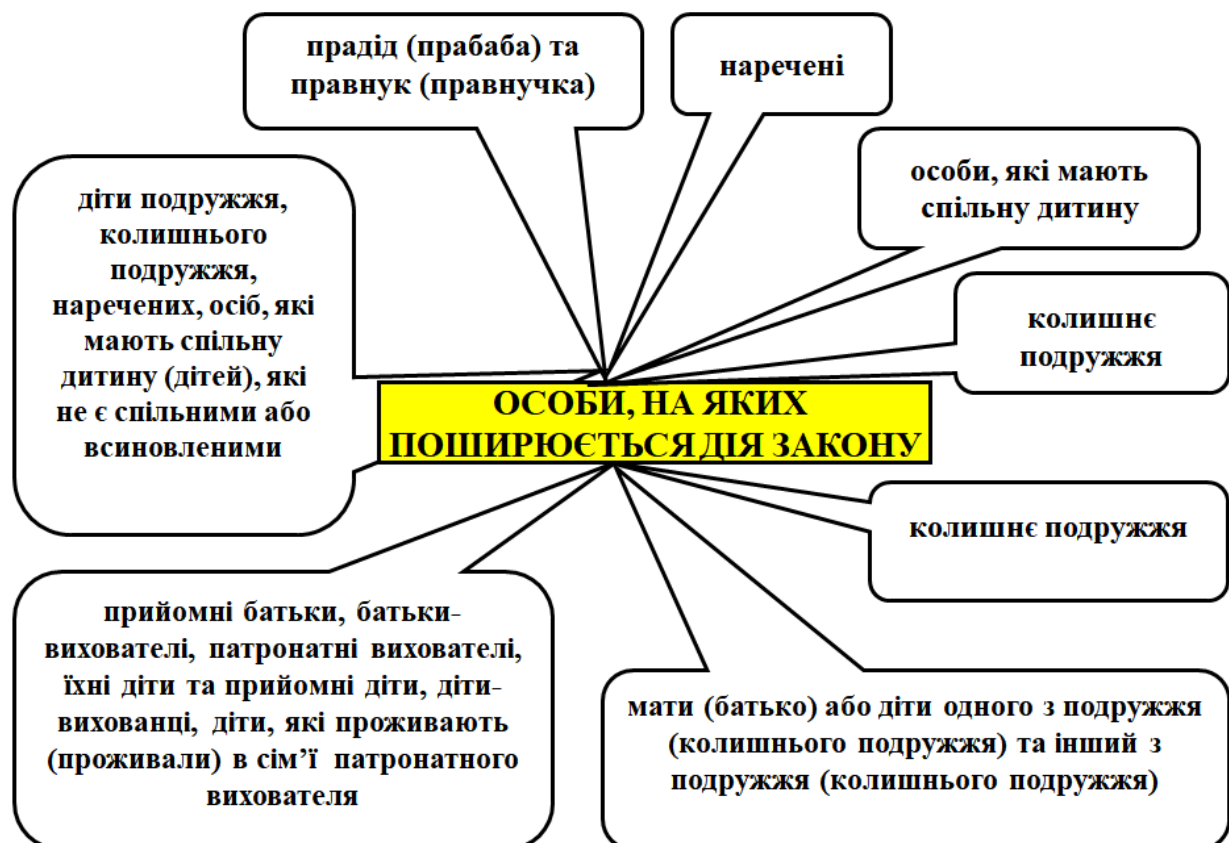 прадід (прабаба) та
правнук (правнучка)
наречені
особи, які мають
спільну дитину
діти подружжя,
колишнього
подружжя,
наречених, осіб, які
мають спільну
дитину (дітей), які
не є спільними або
всиновленими
колишнє
подружжя
ОСОБИ, НА ЯКИХ
ПОШИРЮЄТЬСЯ ДІЯ ЗАКОНУ
колишнє подружжя
прийомні батьки, батьки-
вихователі, патронатні вихователі,
їхні діти та прийомні діти, діти-
вихованці, діти, які проживають
(проживали) в сім’ї патронатного
вихователя
мати (батько) або діти одного з подружжя
(колишнього подружжя) та інший з
подружжя (колишнього подружжя)